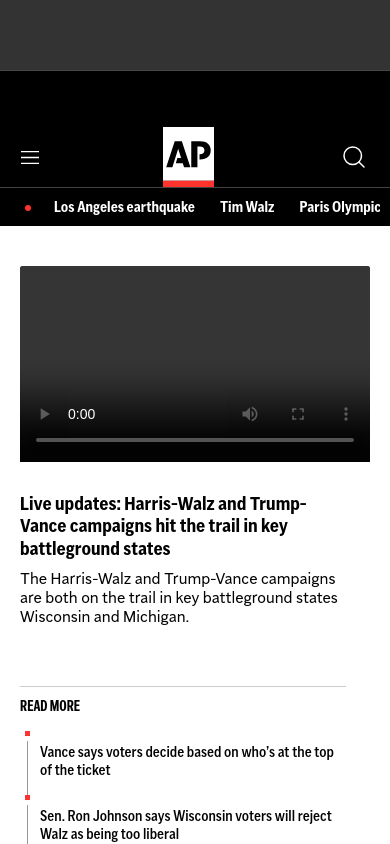 AP
Los Angeles earthquake Tim Walz Paris Olympic
0:00
Live updates: Harris-Walz and Trump-
Vance campaigns hit the trail in key
battleground states
The Harris-Walz and Trump-Vance campaigns
are both on the trail in key battleground states
Wisconsin and Michigan.
READ MORE
Vance says voters decide based on who’s at the top
of the ticket
Sen. Ron Johnson says Wisconsin voters will reject
Walz as being too liberal